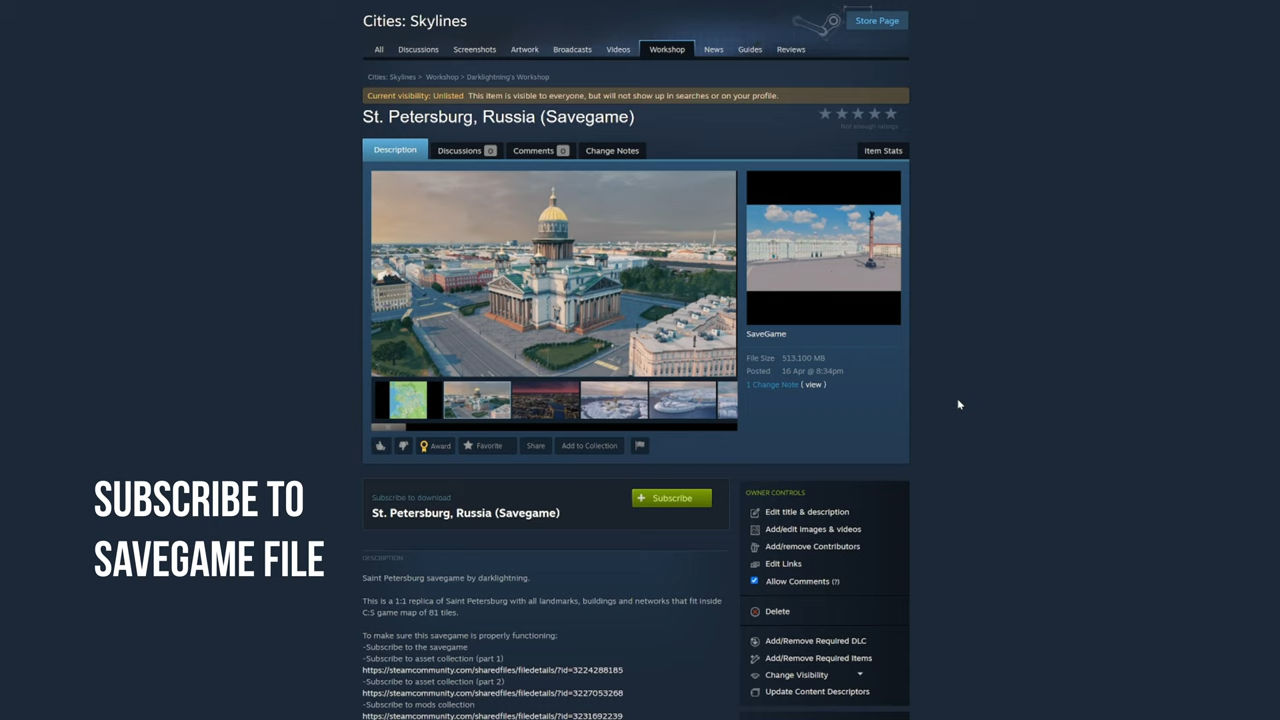 Cities: Skylines
Store Page
All Discussions Screenshots Artwork Broadcasts Videos Workshop News Guides Reviews
Cities: Skylines > Workshop > Darklightning's Workshop
Current visibility: Unlisted This item is visible to everyone, but will not show up in searches or on your profile.
St. Petersburg, Russia (Savegame)
Not enough ratings
Description Discussions 0 Comments 0 Change Notes Item Stats
SaveGame
File Size 513.100 MB
Posted 16 Apr @ 8:34pm
1 Change Note ( view )
Award Favorite Share Add to Collection
SUBSCRIBE TO
SAVEGAME FILE
Subscribe to download
St. Petersburg, Russia (Savegame)
+ Subscribe
DESCRIPTION
Saint Petersburg savegame by darklightning.
This is a 1:1 replica of Saint Petersburg with all landmarks, buildings and networks that fit inside
C:S game map of 81 tiles.
To make sure this savegame is properly functioning:
-Subscribe to the savegame
-Subscribe to asset collection (part 1)
https://steamcommunity.com/sharedfiles/filedetails/?id=3224288185
-Subscribe to asset collection (part 2)
https://steamcommunity.com/sharedfiles/filedetails/?id=3227053268
-Subscribe to mods collection
https://steamcommunity.com/sharedfiles/filedetails/?id=3231692239
OWNER CONTROLS
Edit title & description
Add/edit images & videos
Add/remove Contributors
Edit Links
Allow Comments (?)
Delete
Add/Remove Required DLC
Add/Remove Required Items
Change Visibility
Update Content Descriptors